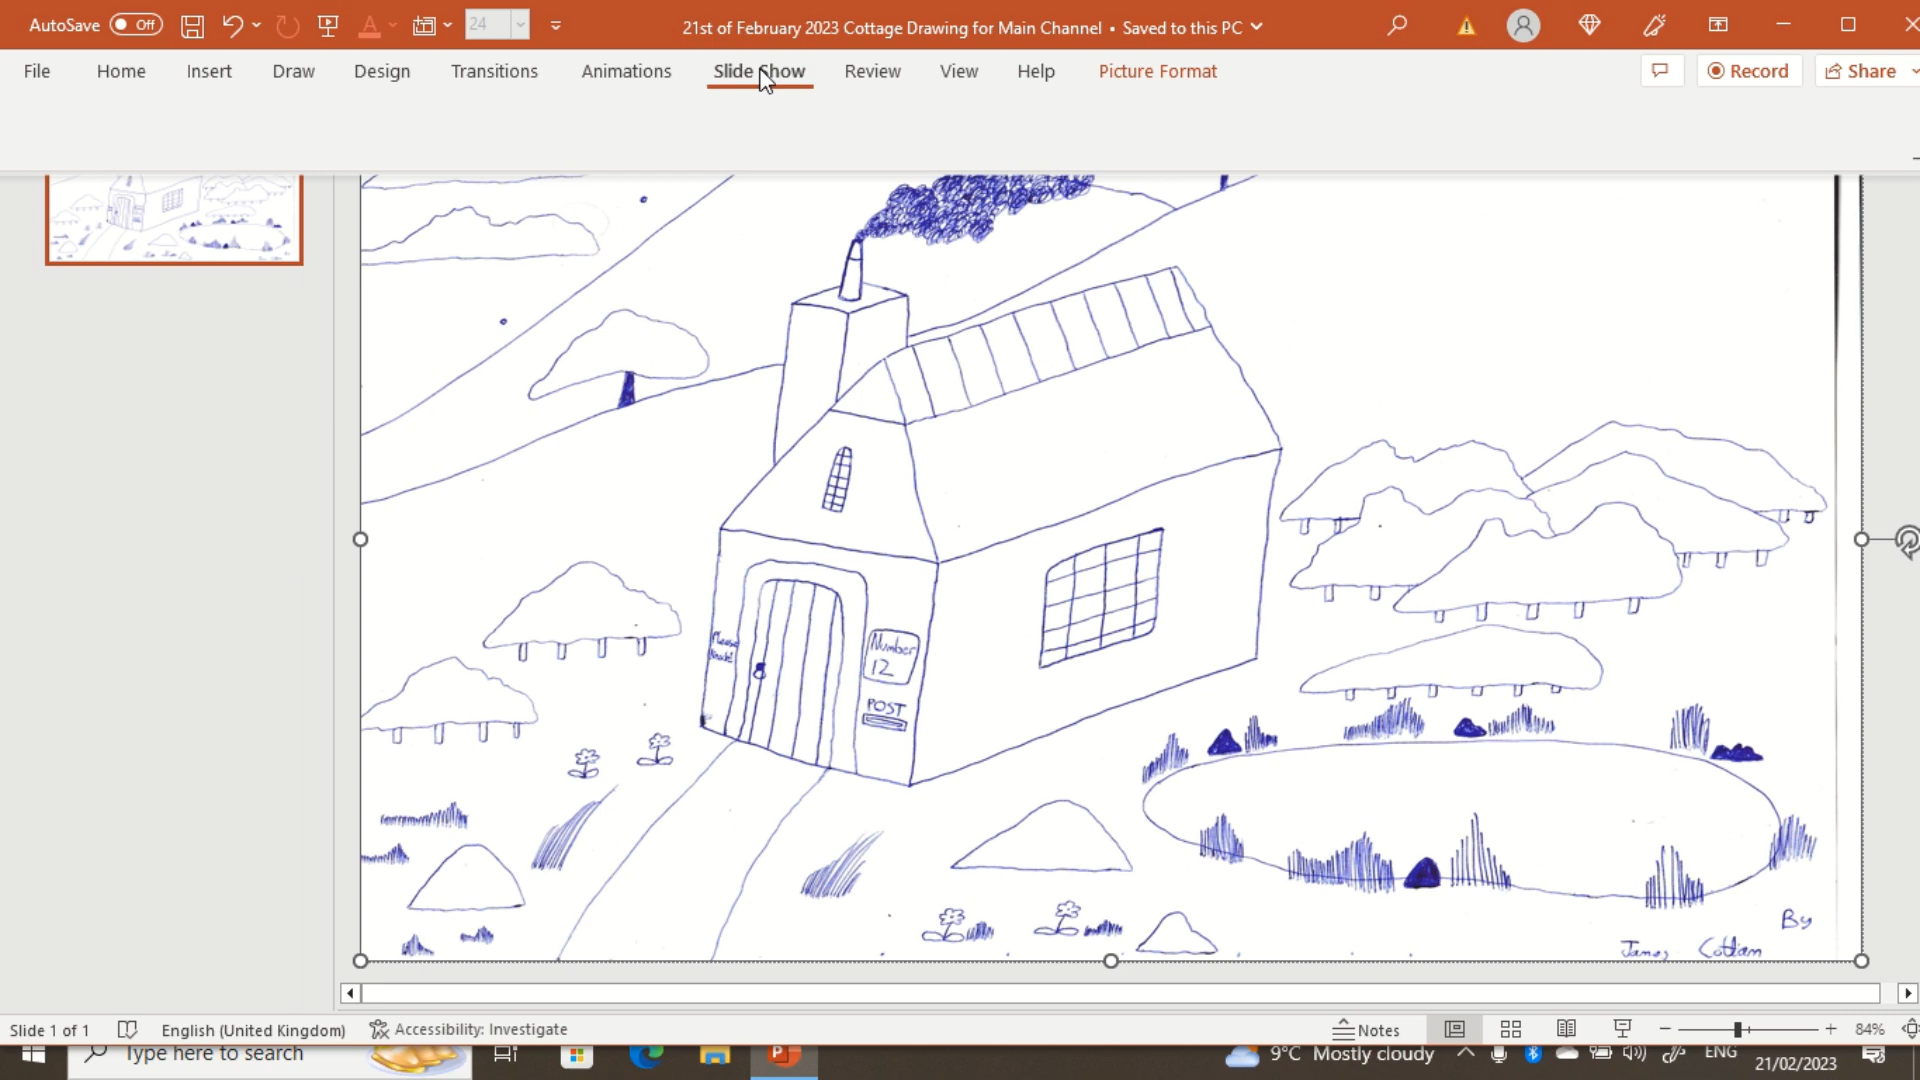 AutoSave Off 24 21st of February 2023 Cottage Drawing for Main Channel • Saved to this PC
File Home Insert Draw Design Transitions Animations Slide Show Review View Help Picture Format Record Share
Please
Number
12
POST
By
James Cottam
Slide 1 of 1 English (United Kingdom) Accessibility: Investigate Notes 84%
Type here to search 9°C Mostly cloudy ENG
21/02/2023